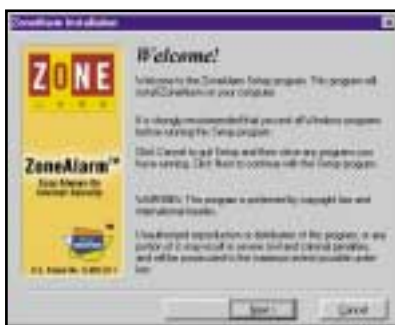 ZoneAlarm Installation
ZONE
LABS
ZoneAlarm™
Welcome!
Welcome to the ZoneAlarm Setup program. This program will
install ZoneAlarm on your computer.
It is strongly recommended that you exit all Windows programs
before running this Setup program.
Click Cancel to quit Setup and then close any programs you
have running. Click Next to continue with the Setup program.
WARNING: This program is protected by copyright law and
international treaties.
Unauthorized reproduction or distribution of this program, or any
portion of it, may result in severe civil and criminal penalties,
and will be prosecuted to the maximum extent possible under
law.
Next >
Cancel